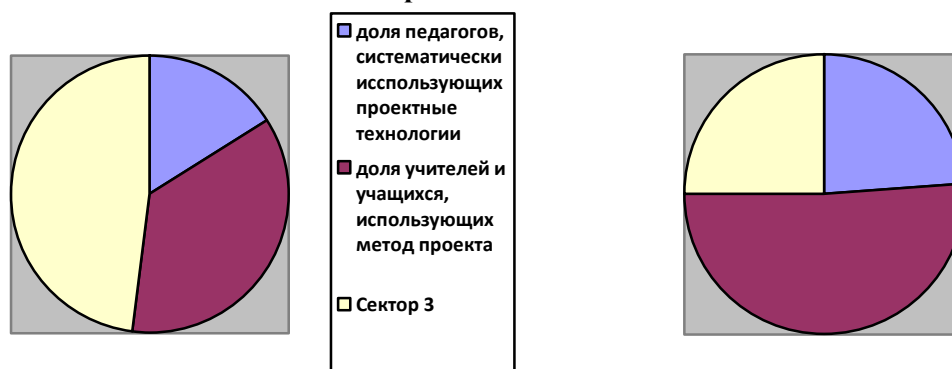 доля педагогов,
систематически
исспользующих
проектные
технологии
доля учителей и
учащихся,
использующих
метод проекта
Сектор 3